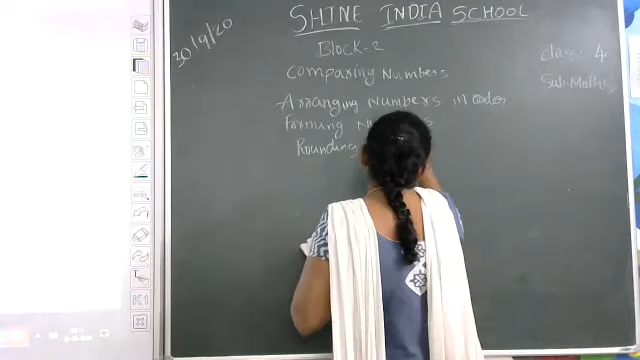 30/9/20
SHINE INDIA SCHOOL
Block-2
class: 4
Sub: Maths
Comparing Numbers
Arranging Numbers in order
Forming
Rounding